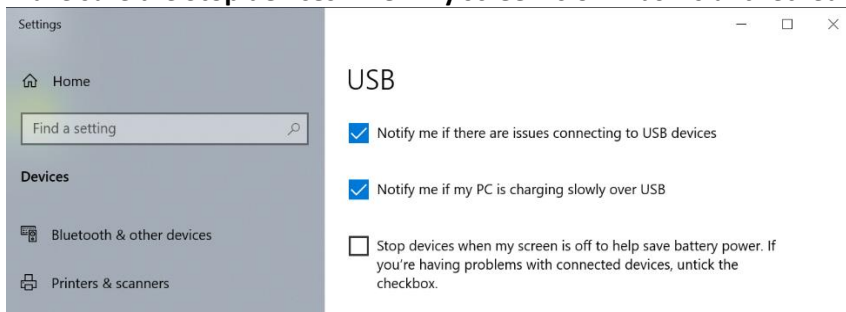 Settings
Home
USB
Find a setting
Notify me if there are issues connecting to USB devices
Devices
Notify me if my PC is charging slowly over USB
Bluetooth & other devices
Stop devices when my screen is off to help save battery power. If
you're having problems with connected devices, untick the
checkbox.
Printers & scanners